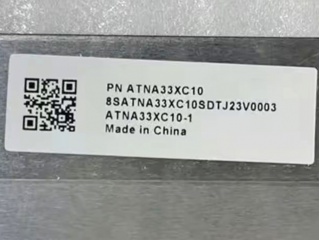 PN ATNA33XC10
8SATNA33XC10SDTJ23V0003
ATNA33XC10-1
Made in China